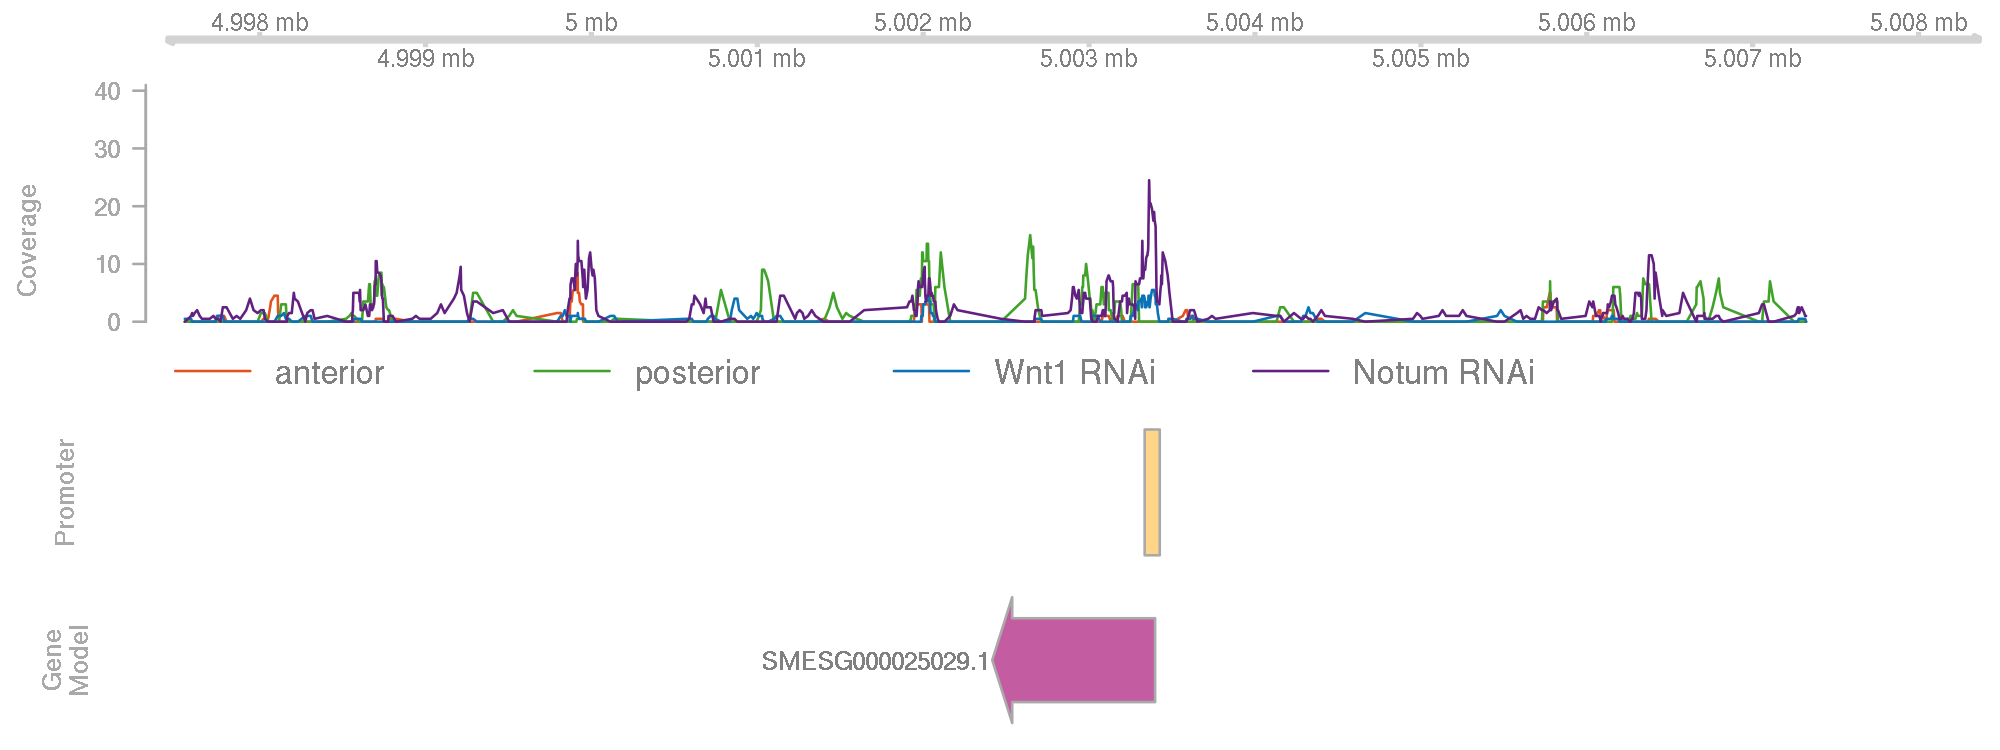 4.998 mb 5 mb 5.002 mb 5.004 mb 5.006 mb 5.008 mb
4.999 mb 5.001 mb 5.003 mb 5.005 mb 5.007 mb
40
30
20
10
0
Coverage
anterior posterior Wnt1 RNAi Notum RNAi
Promoter
Gene
Model
SMESG000025029.1